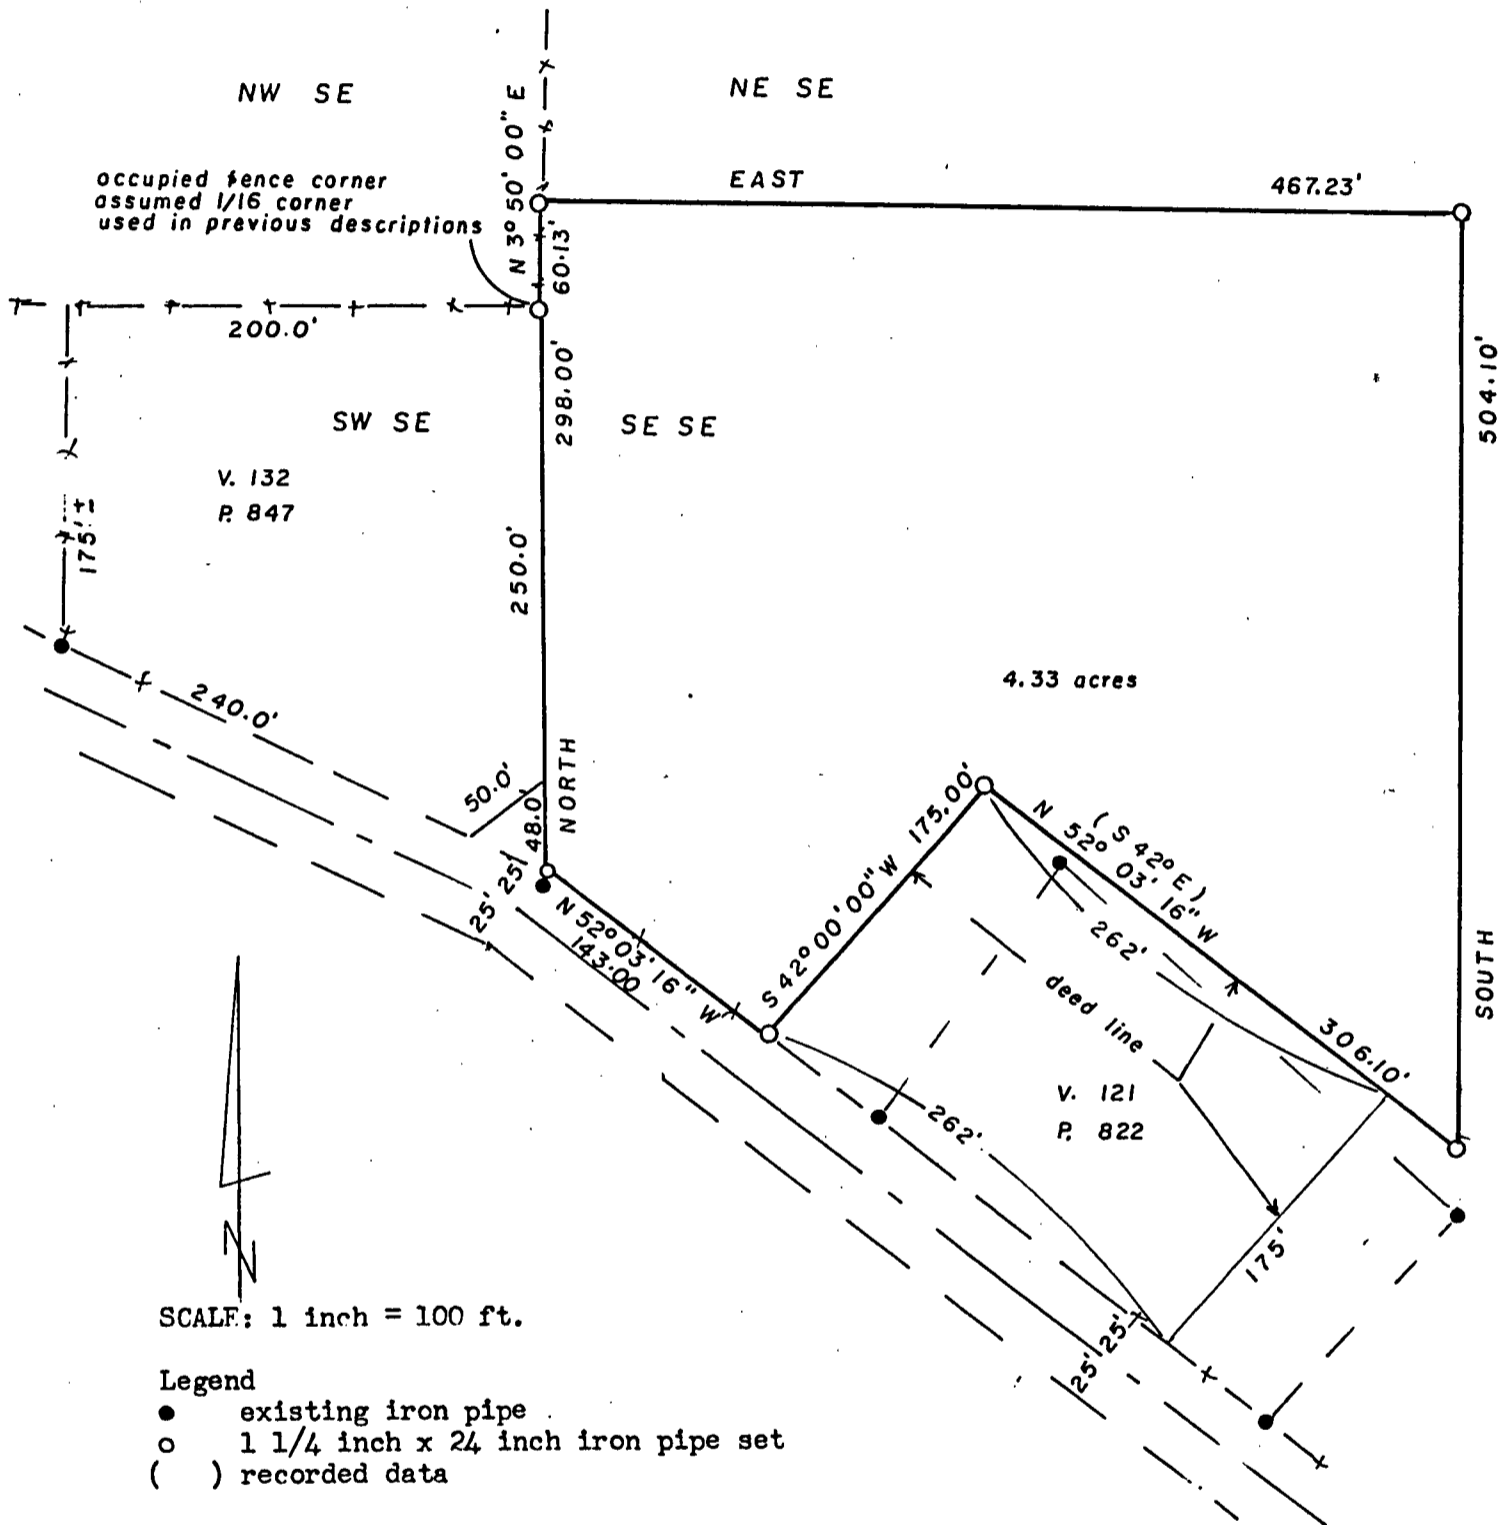 NW SE
NE SE
N 3° 50' 00" E
occupied fence corner
assumed 1/16 corner
used in previous descriptions
EAST
467.23'
60.13'
200.0'
298.00'
504.10'
SW SE
SE SE
V. 132
P. 847
175'±
250.0'
4.33 acres
240.0'
50.0'
48.0'
NORTH
175.00'
S 42° 00' 00" W
(S 42° E)
N 52° 03' 16" W
262'
306.10'
25' 25'
N 52° 03' 16" W
143.00
deed line
SOUTH
V. 121
P. 822
262'
175'
25' 25'
N
SCALE: 1 inch = 100 ft.
Legend
existing iron pipe
1 1/4 inch x 24 inch iron pipe set
( ) recorded data